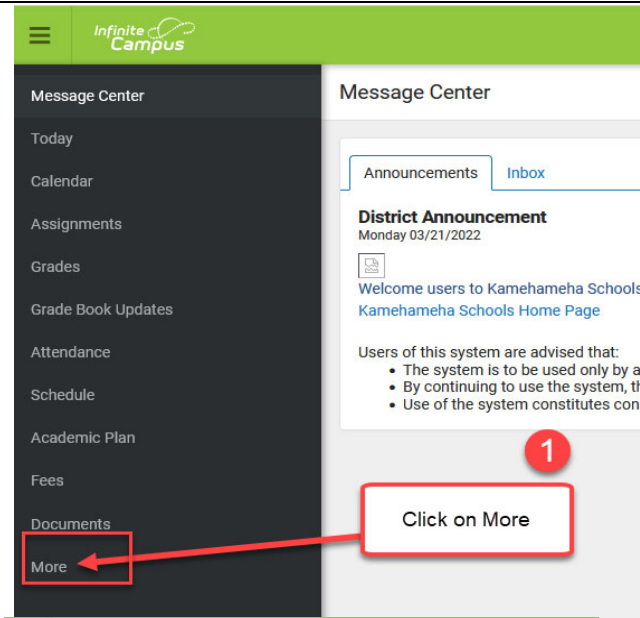 Infinite
Campus
Message Center
Today
Calendar
Assignments
Grades
Grade Book Updates
Attendance
Schedule
Academic Plan
Fees
Documents
More
Message Center
Announcements Inbox
District Announcement
Monday 03/21/2022
Welcome users to Kamehameha Schools
Kamehameha Schools Home Page
Users of this system are advised that:
• The system is to be used only by a
• By continuing to use the system, th
• Use of the system constitutes con
1
Click on More